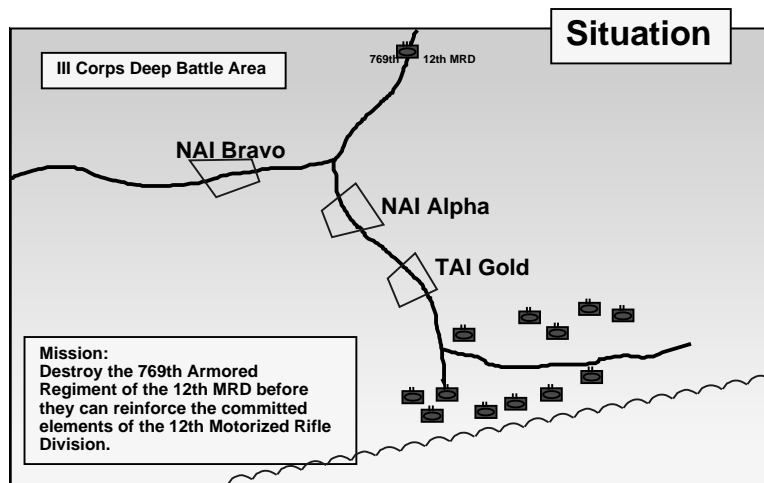 Situation
III Corps Deep Battle Area
769th 12th MRD
NAI Bravo
NAI Alpha
TAI Gold
Mission:
Destroy the 769th Armored
Regiment of the 12th MRD before
they can reinforce the committed
elements of the 12th Motorized Rifle
Division.